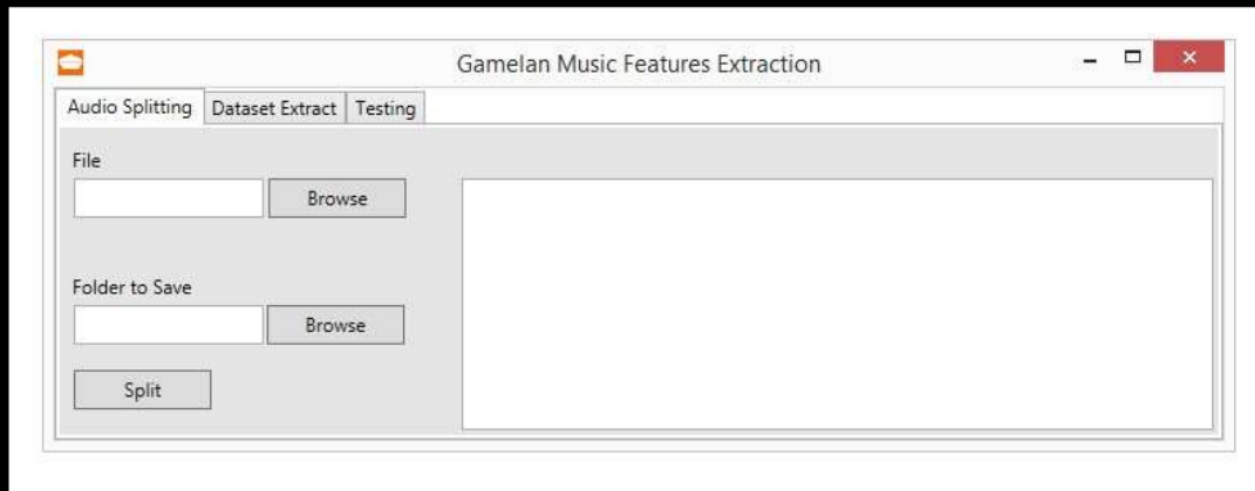 Gamelan Music Features Extraction
Audio Splitting Dataset Extract Testing
File
Browse
Folder to Save
Browse
Split